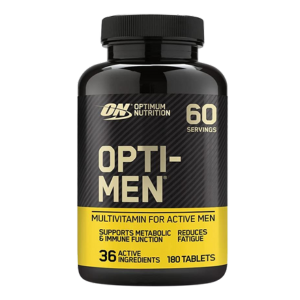 ON OPTIMUM NUTRITION
60 SERVINGS
OPTI-
MEN®
MULTIVITAMIN FOR ACTIVE MEN
SUPPORTS METABOLIC REDUCES
& IMMUNE FUNCTION FATIGUE
36 ACTIVE INGREDIENTS 180 TABLETS